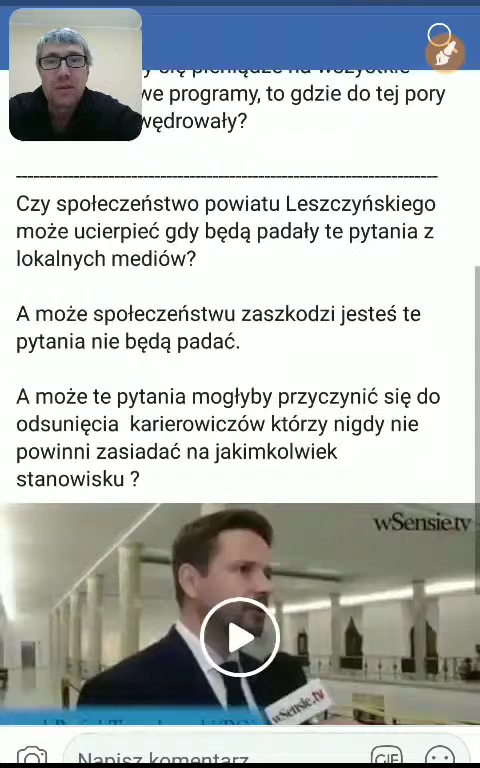 we programy, to gdzie do tej pory
wędrowały?
Czy społeczeństwo powiatu Leszczyńskiego
może ucierpieć gdy będą padały te pytania z
lokalnych mediów?
A może społeczeństwu zaszkodzi jesteś te
pytania nie będą padać.
A może te pytania mogłyby przyczynić się do
odsunięcia karierowiczów którzy nigdy nie
powinni zasiadać na jakimkolwiek
stanowisku ?
wSensie.tv
wSensie.tv
Napisz komentarz
GIF